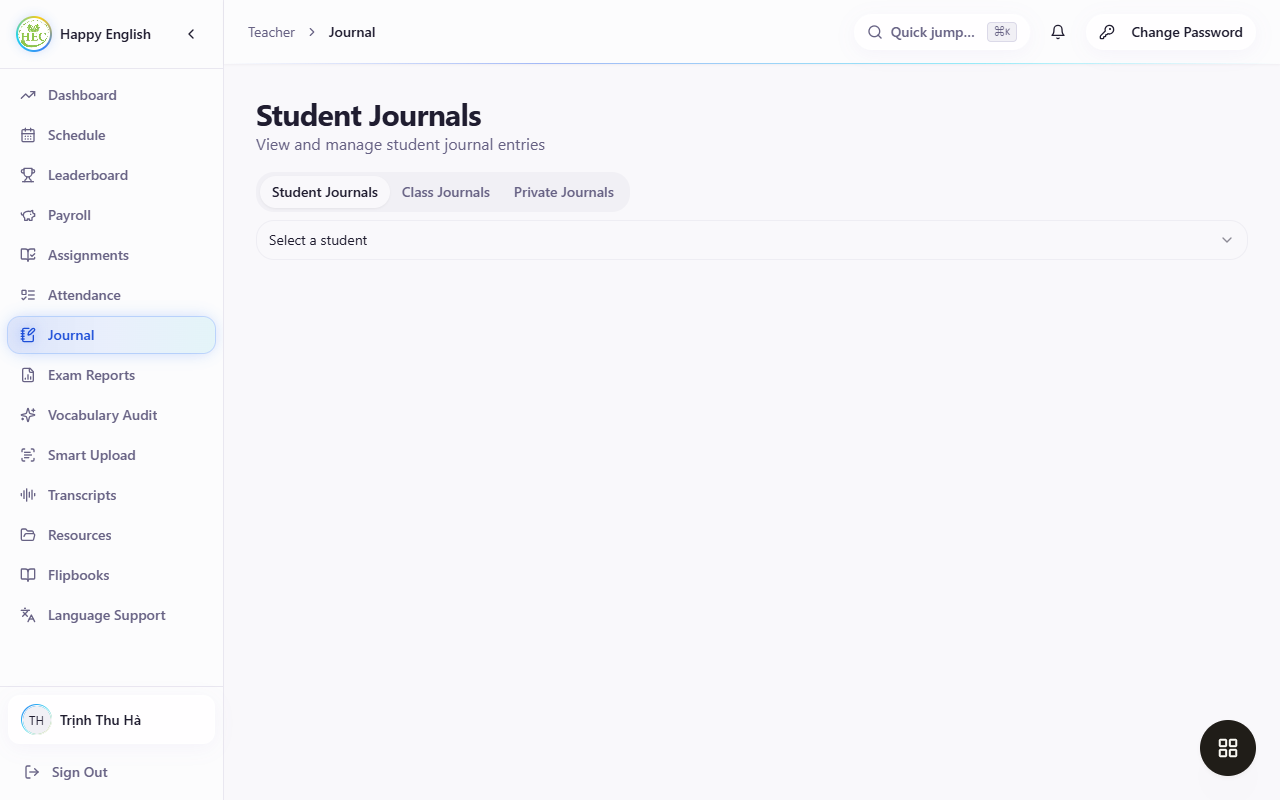 HEC
Happy English
Teacher
Journal
Quick jump...
⌘K
Change Password
Dashboard
Schedule
Leaderboard
Payroll
Assignments
Attendance
Journal
Exam Reports
Vocabulary Audit
Smart Upload
Transcripts
Resources
Flipbooks
Language Support
Student Journals
View and manage student journal entries
Student Journals
Class Journals
Private Journals
Select a student
TH
Trịnh Thu Hà
Sign Out